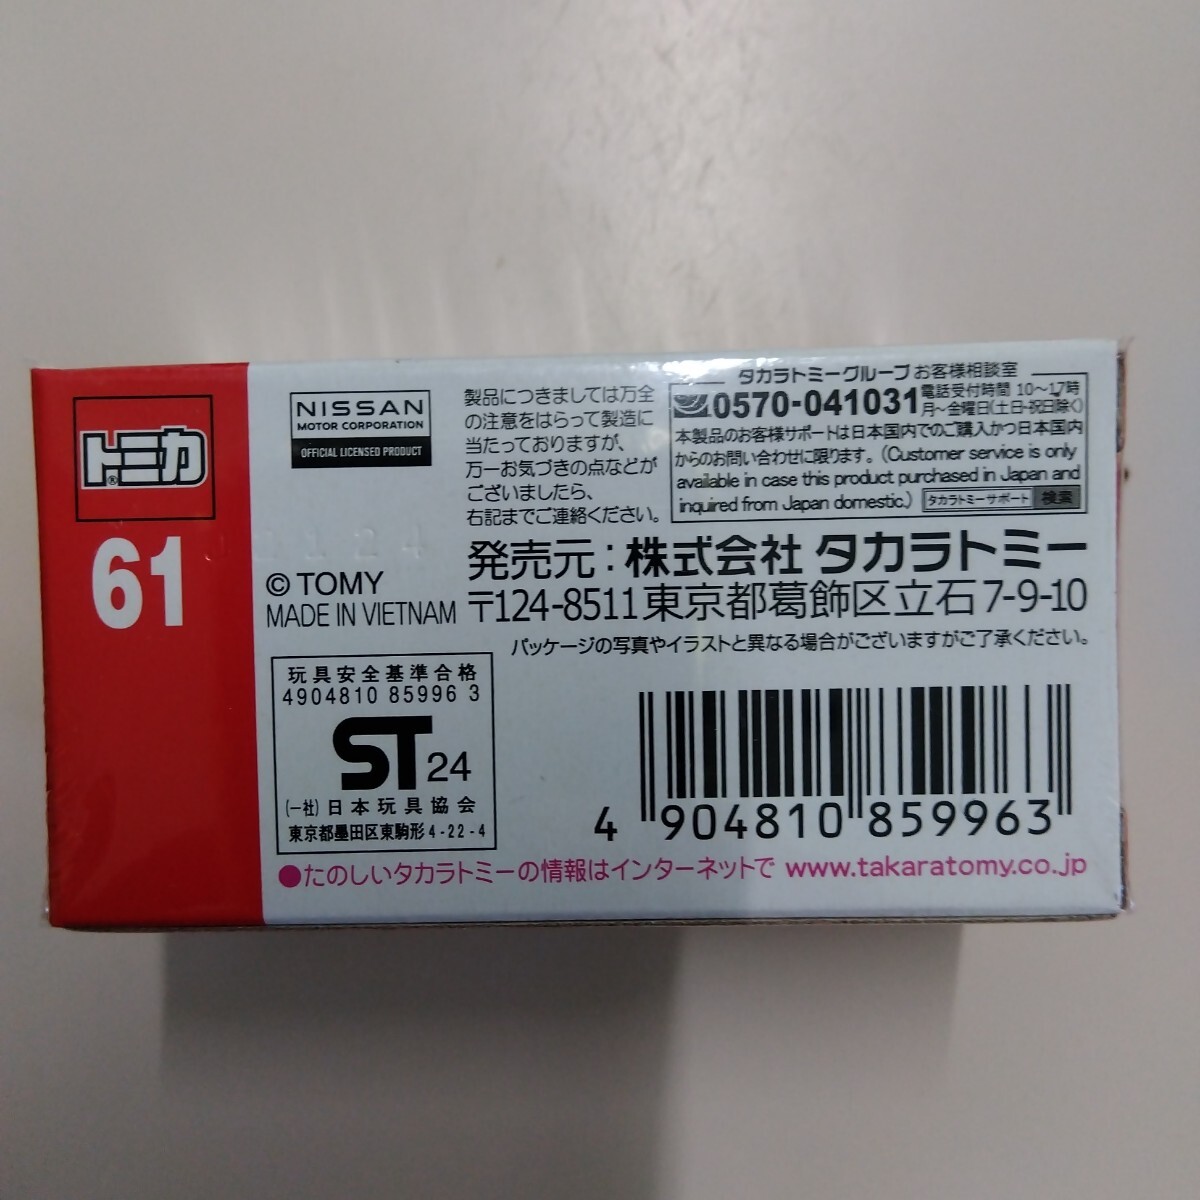 トミカ®
61
NISSAN
MOTOR CORPORATION
OFFICIAL LICENSED PRODUCT
製品につきましては万全
の注意をはらって製造に
当たっておりますが、
万一お気づきの点などが
ございましたら、
右記までご連絡ください。
タカラトミーグループ お客様相談室
0570-041031
電話受付時間 10〜17時
月〜金曜日(土日・祝日除く)
本製品のお客様サポートは日本国内でのご購入かつ日本国内
からのお問い合わせに限ります。(Customer service is only
available in case this product purchased in Japan and
inquired from Japan domestic.) タカラトミーサポート 検索
© TOMY
MADE IN VIETNAM
発売元:株式会社 タカラトミー
〒124-8511 東京都葛飾区立石 7-9-10
パッケージの写真やイラストと異なる場合がございますがご了承ください。
玩具安全基準合格
4904810 85996 3
ST 24
(一社) 日本玩具協会
東京都墨田区東駒形 4-22-4
4 904810 859963
●たのしいタカラトミーの情報はインターネットで www.takaratomy.co.jp